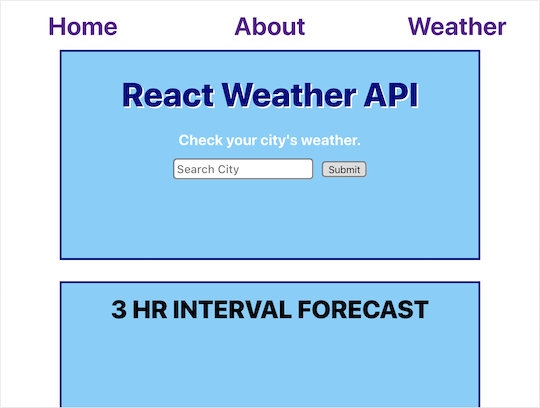 Home About Weather
React Weather API
Check your city's weather.
Search City Submit
3 HR INTERVAL FORECAST